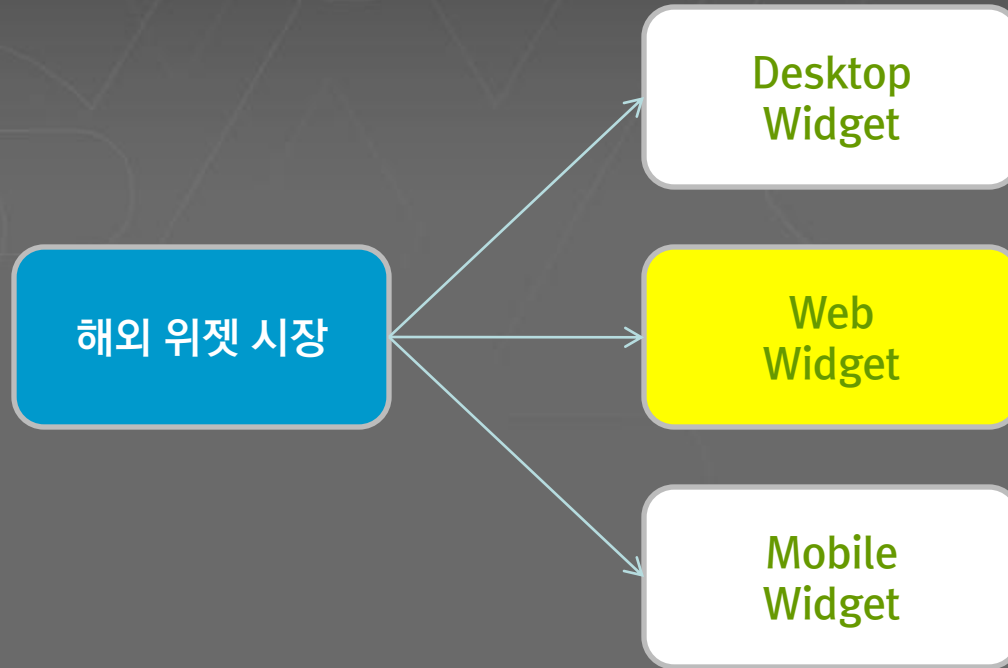 해외 위젯 시장
Desktop
Widget
Web
Widget
Mobile
Widget